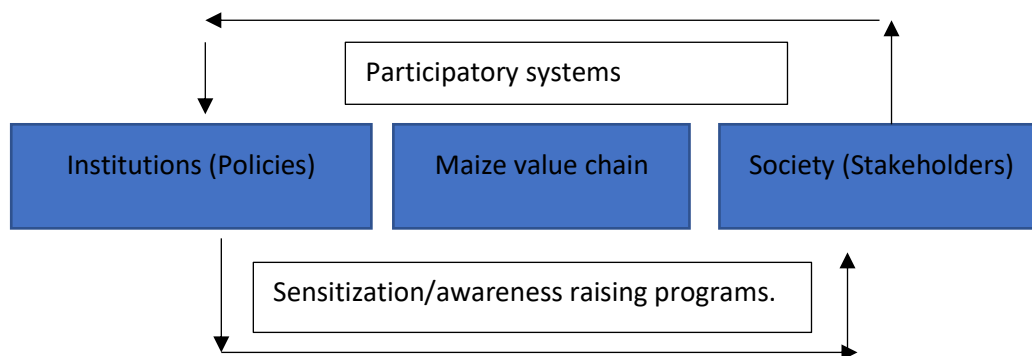 Participatory systems
Institutions (Policies)
Maize value chain
Society (Stakeholders)
Sensitization/awareness raising programs.